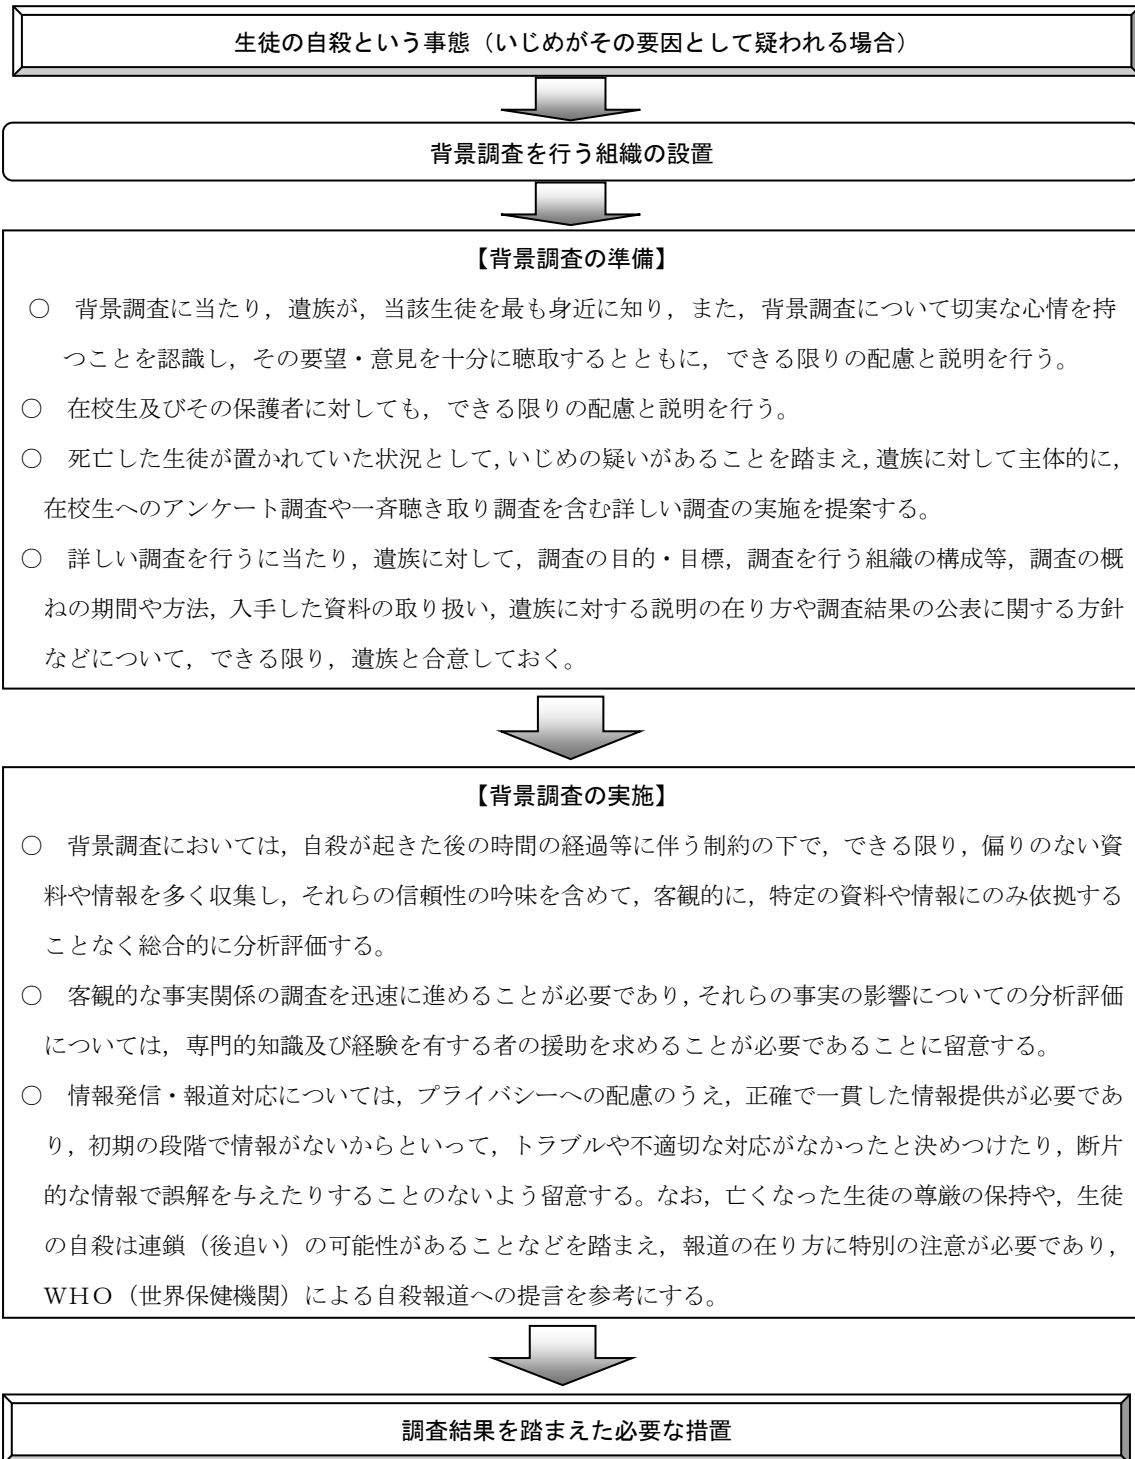 生徒の自殺という事態（いじめがその要因として疑われる場合）
背景調査を行う組織の設置
【背景調査の準備】
○　背景調査に当たり，遺族が，当該生徒を最も身近に知り，また，背景調査について切実な心情を持
つことを認識し，その要望・意見を十分に聴取するとともに，できる限りの配慮と説明を行う。
○　在校生及びその保護者に対しても，できる限りの配慮と説明を行う。
○　死亡した生徒が置かれていた状況として，いじめの疑いがあることを踏まえ，遺族に対して主体的に，
在校生へのアンケート調査や一斉聴き取り調査を含む詳しい調査の実施を提案する。
○　詳しい調査を行うに当たり，遺族に対して，調査の目的・目標，調査を行う組織の構成等，調査の概
ねの期間や方法，入手した資料の取り扱い，遺族に対する説明の在り方や調査結果の公表に関する方針
などについて，できる限り，遺族と合意しておく。
【背景調査の実施】
○　背景調査においては，自殺が起きた後の時間の経過等に伴う制約の下で，できる限り，偏りのない資
料や情報を多く収集し，それらの信頼性の吟味を含めて，客観的に，特定の資料や情報にのみ依拠する
ことなく総合的に分析評価する。
○　客観的な事実関係の調査を迅速に進めることが必要であり，それらの事実の影響についての分析評価
については，専門的知識及び経験を有する者の援助を求めることが必要であることに留意する。
○　情報発信・報道対応については，プライバシーへの配慮のうえ，正確で一貫した情報提供が必要であ
り，初期の段階で情報がないからといって，トラブルや不適切な対応がなかったと決めつけたり，断片
的な情報で誤解を与えたりすることのないよう留意する。なお，亡くなった生徒の尊厳の保持や，生徒
の自殺は連鎖（後追い）の可能性があることなどを踏まえ，報道の在り方に特別の注意が必要であり，
ＷＨＯ（世界保健機関）による自殺報道への提言を参考にする。
調査結果を踏まえた必要な措置